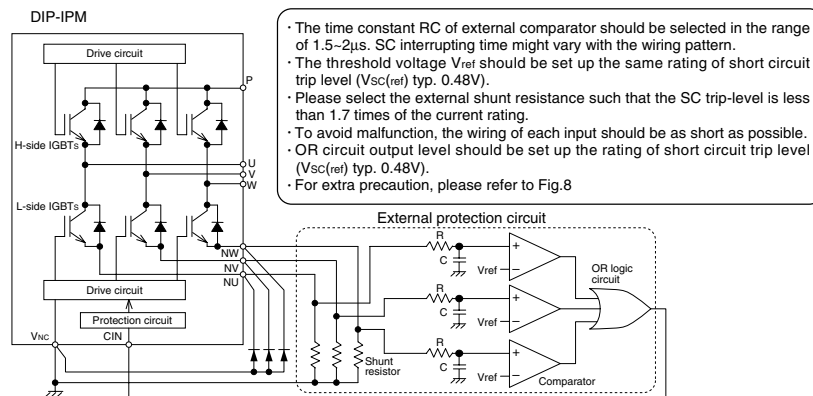 DIP-IPM
Drive circuit
P
H-side IGBTs
U
V
W
L-side IGBTs
NW
NV
NU
Drive circuit
Protection circuit
VNC
CIN
· The time constant RC of external comparator should be selected in the range
of 1.5~2μs. SC interrupting time might vary with the wiring pattern.
· The threshold voltage Vref should be set up the same rating of short circuit
trip level (VSC(ref) typ. 0.48V).
· Please select the external shunt resistance such that the SC trip-level is less
than 1.7 times of the current rating.
· To avoid malfunction, the wiring of each input should be as short as possible.
· OR circuit output level should be set up the rating of short circuit trip level
(VSC(ref) typ. 0.48V).
· For extra precaution, please refer to Fig.8
External protection circuit
R
C
Vref
+
−
OR logic
circuit
R
C
Vref
+
−
R
C
Vref
+
−
Shunt
resistor
Comparator